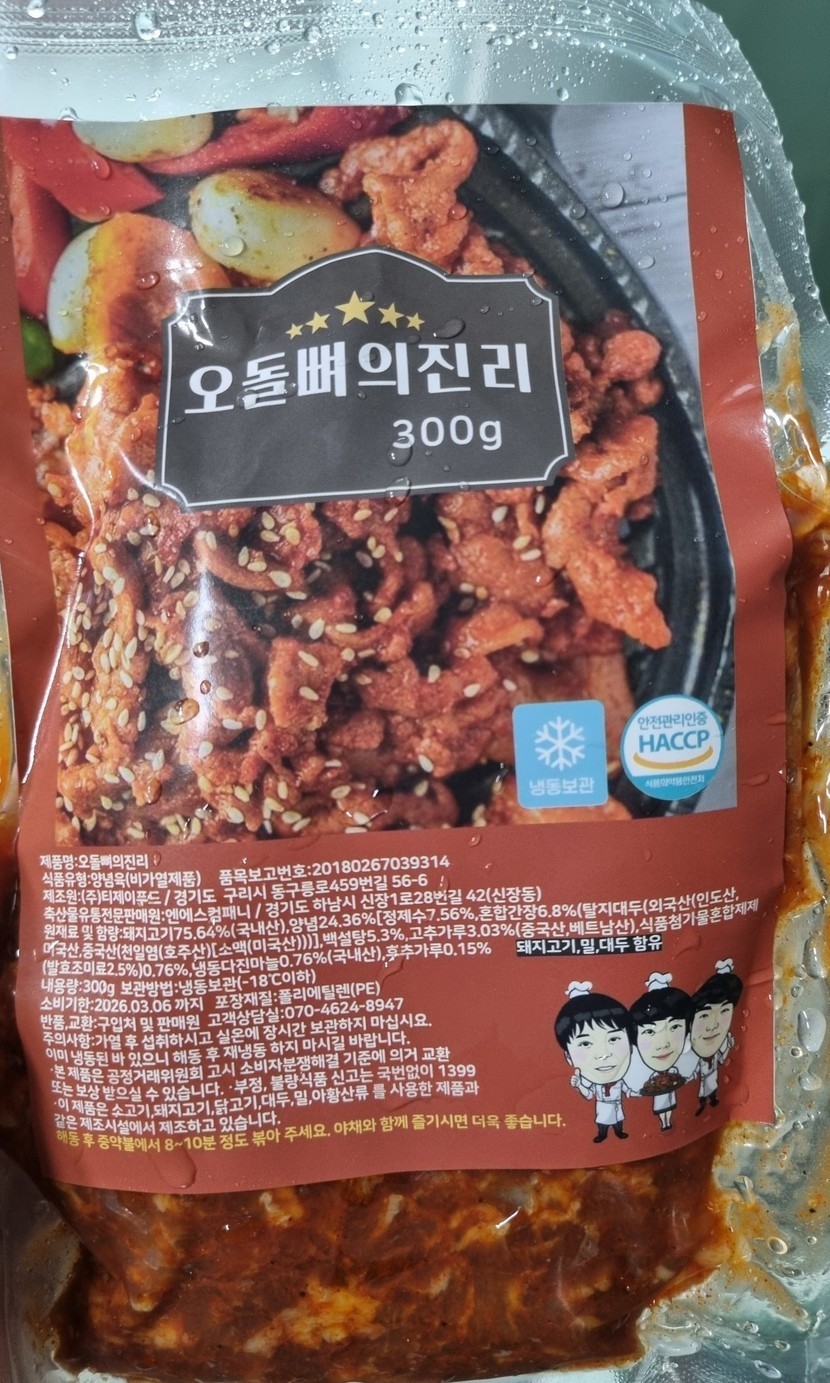 오돌뼈의진리
300g
냉동보관
안전관리인증
HACCP
식품의약품안전처
제품명:오돌뼈의진리
식품유형:양념육(비가열제품) 품목보고번호:20180267039314
제조원:(주)티제이푸드 / 경기도 구리시 동구릉로459번길 56-6
축산물유통전문판매원:엔에스컴패니 / 경기도 하남시 신장1로28번길 42(신장동)
원재료 및 함량:돼지고기75.64%(국내산),양념24.36%[정제수7.56%,혼합간장6.8%(탈지대두(외국산(인도산,
미국산,중국산(천일염(호주산)[소맥(미국산)))],백설탕5.3%,고추가루3.03%(중국산,베트남산),식품첨가물혼합제제
(발효조미료2.5%)0.76%,냉동다진마늘0.76%(국내산),후추가루0.15% 돼지고기,밀,대두 함유
내용량:300g 보관방법:냉동보관(-18℃이하)
소비기한:2026.03.06 까지 포장재질:폴리에틸렌(PE)
반품,교환:구입처 및 판매원 고객상담실:070-4624-8947
주의사항:가열 후 섭취하시고 실온에 장시간 보관하지 마십시요.
이미 냉동된 바 있으니 해동 후 재냉동 하지 마시길 바랍니다.
·본 제품은 공정거래위원회 고시 소비자분쟁해결 기준에 의거 교환
또는 보상 받으실 수 있습니다. ·부정, 불량식품 신고는 국번없이 1399
·이 제품은 소고기,돼지고기,닭고기,대두,밀,아황산류 를 사용한 제품과
같은 제조시설에서 제조하고 있습니다.
해동 후 중약불에서 8~10분 정도 볶아 주세요. 야채와 함께 즐기시면 더욱 좋습니다.